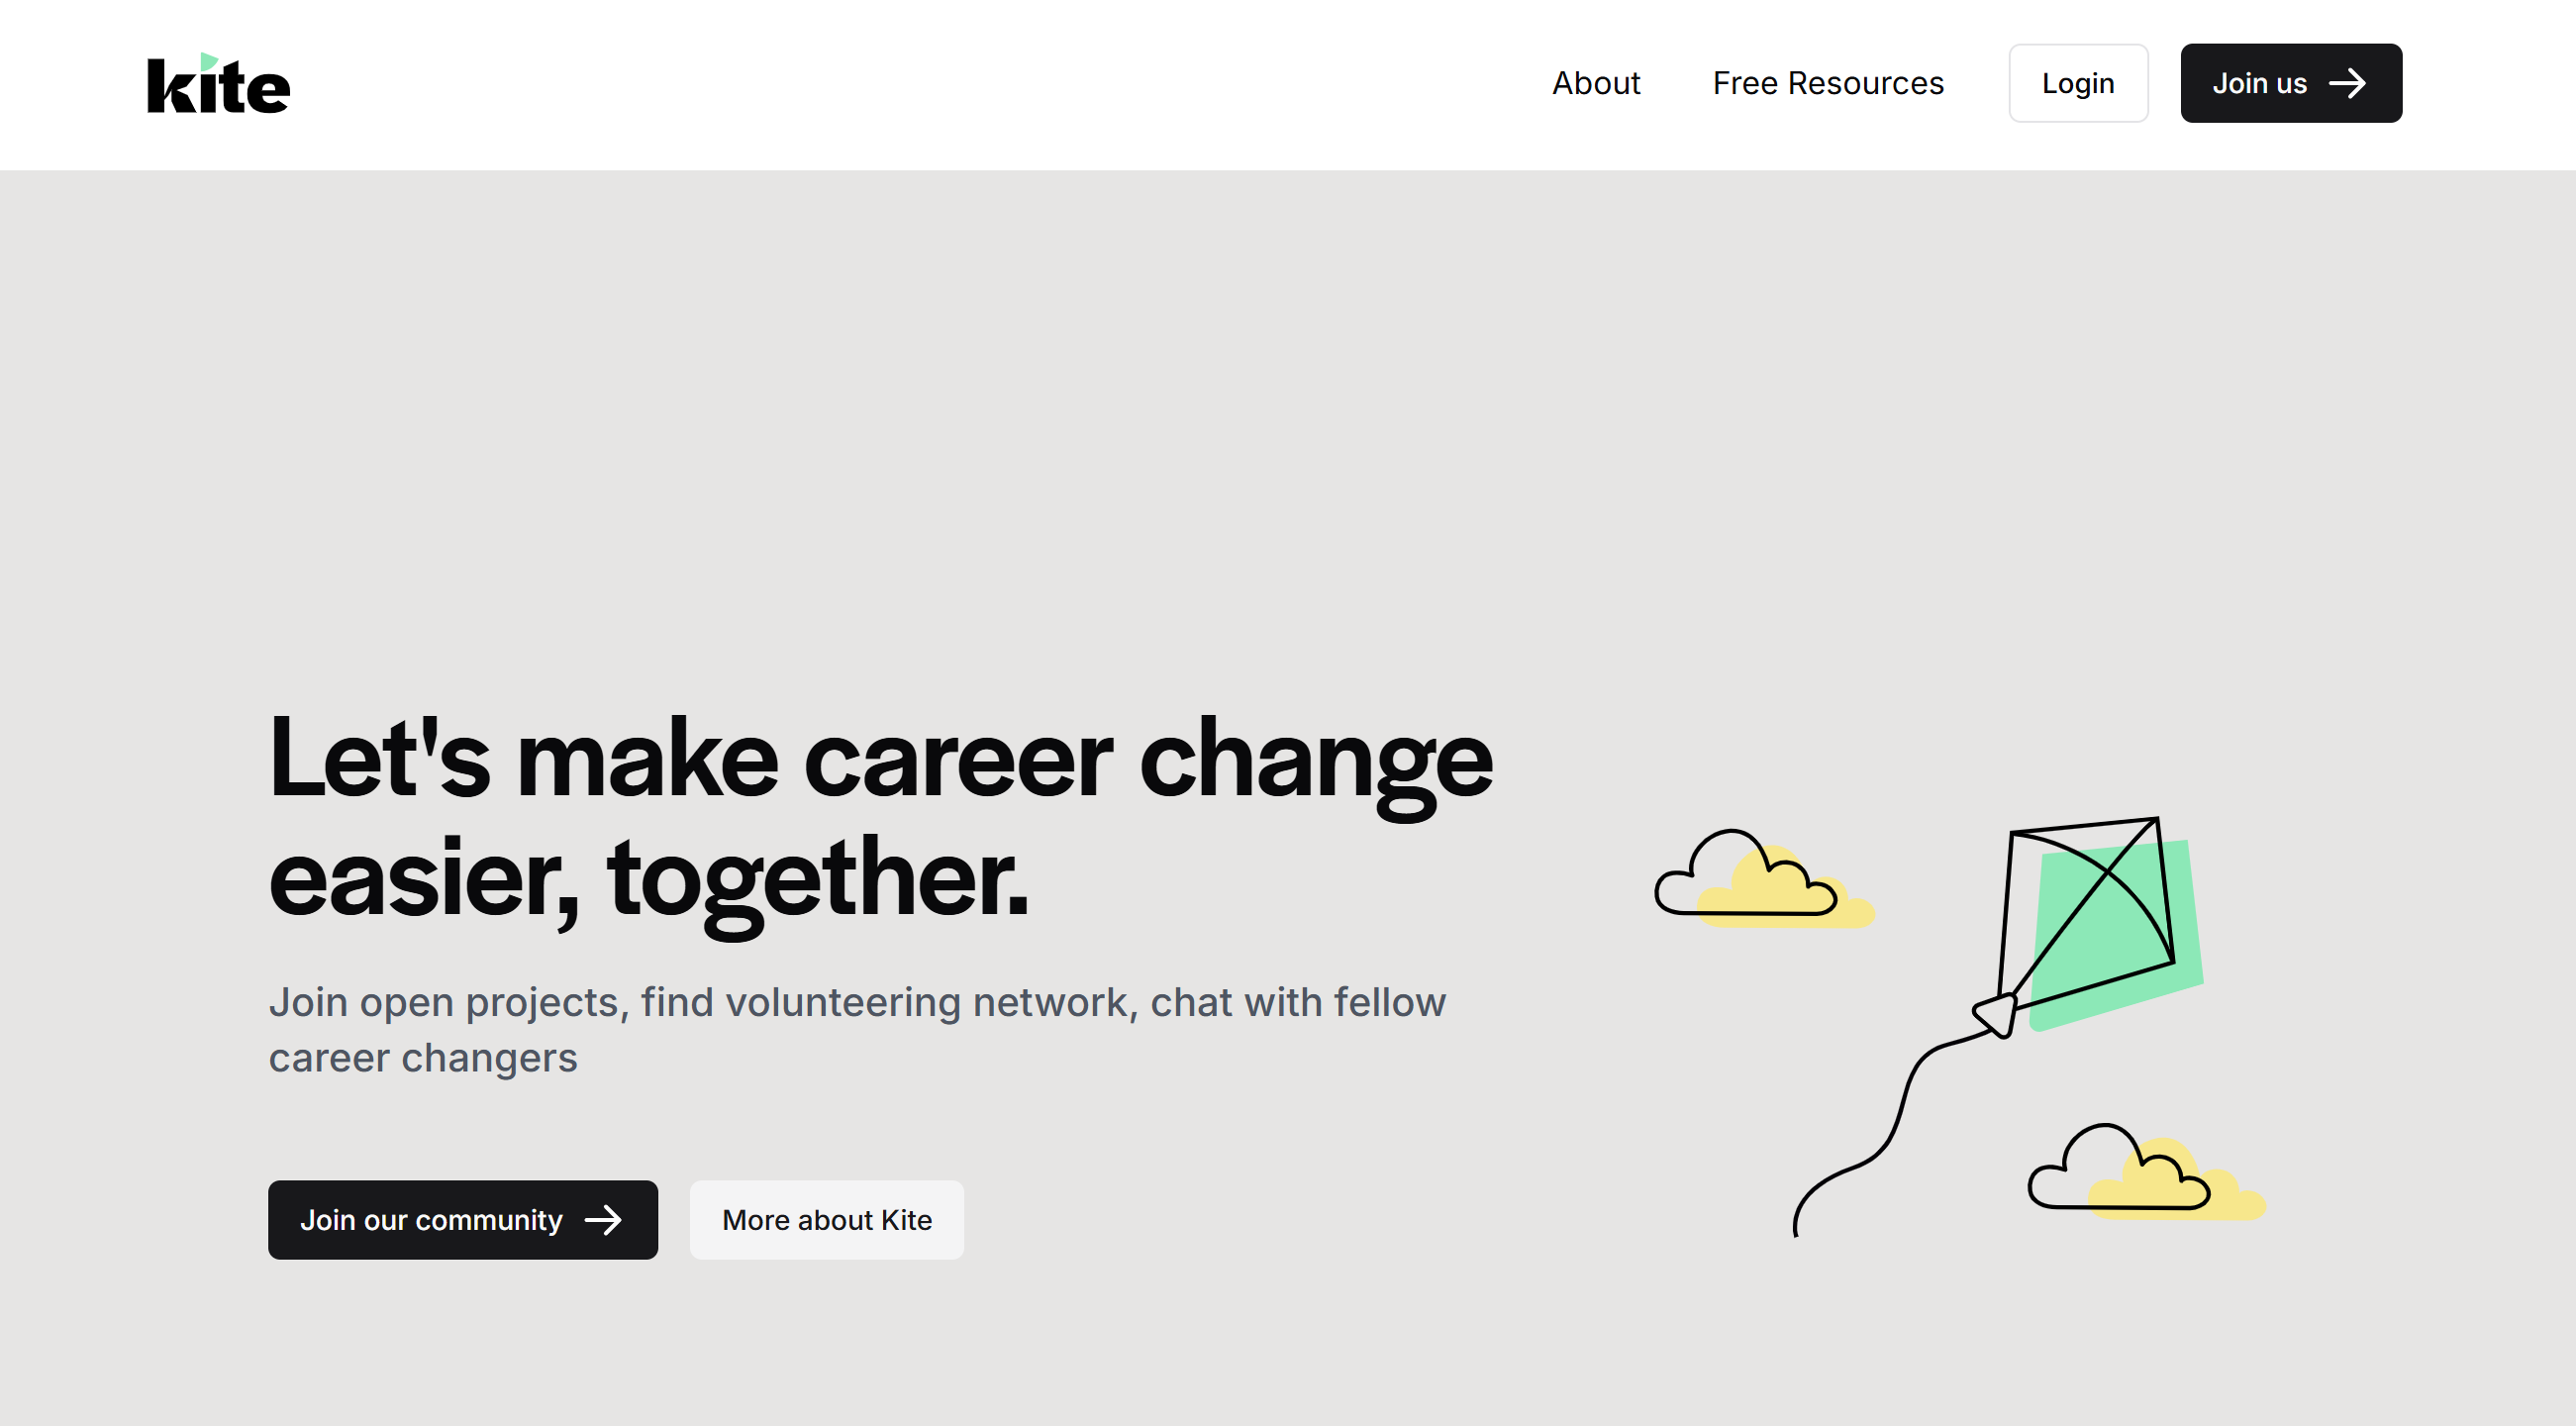 kite
About
Free Resources
Login
Join us
Let's make career change
easier, together.
Join open projects, find volunteering network, chat with fellow
career changers
Join our community
More about Kite